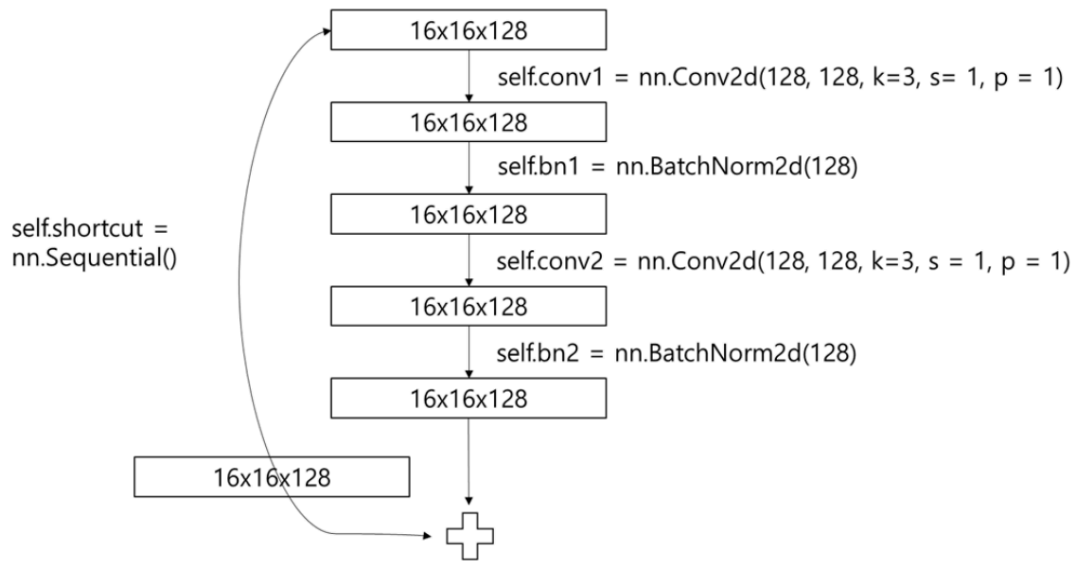 16x16x128
self.conv1 = nn.Conv2d(128, 128, k=3, s= 1, p = 1)
16x16x128
self.bn1 = nn.BatchNorm2d(128)
16x16x128
self.shortcut =
nn.Sequential()
self.conv2 = nn.Conv2d(128, 128, k=3, s = 1, p = 1)
16x16x128
self.bn2 = nn.BatchNorm2d(128)
16x16x128
16x16x128